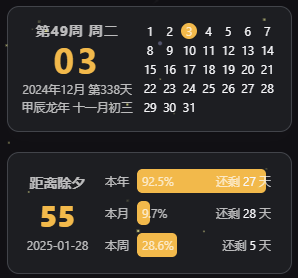 第49周 周二
03
2024年12月 第338天
甲辰龙年 十一月初三
1 2 3 4 5 6 7
8 9 10 11 12 13 14
15 16 17 18 19 20 21
22 23 24 25 26 27 28
29 30 31
距离除夕
55
2025-01-28
本年 92.5% 还剩 27 天
本月 9.7% 还剩 28 天
本周 28.6% 还剩 5 天